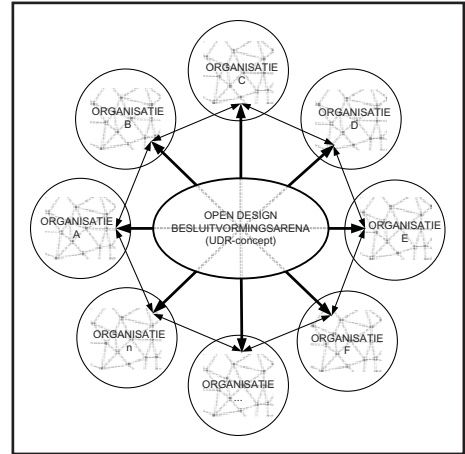 ORGANISATIE
C
ORGANISATIE
B
ORGANISATIE
D
OPEN DESIGN
BESLUITVORMINGSARENA
(UDR-concept)
ORGANISATIE
A
ORGANISATIE
E
ORGANISATIE
n
ORGANISATIE
F
ORGANISATIE
...